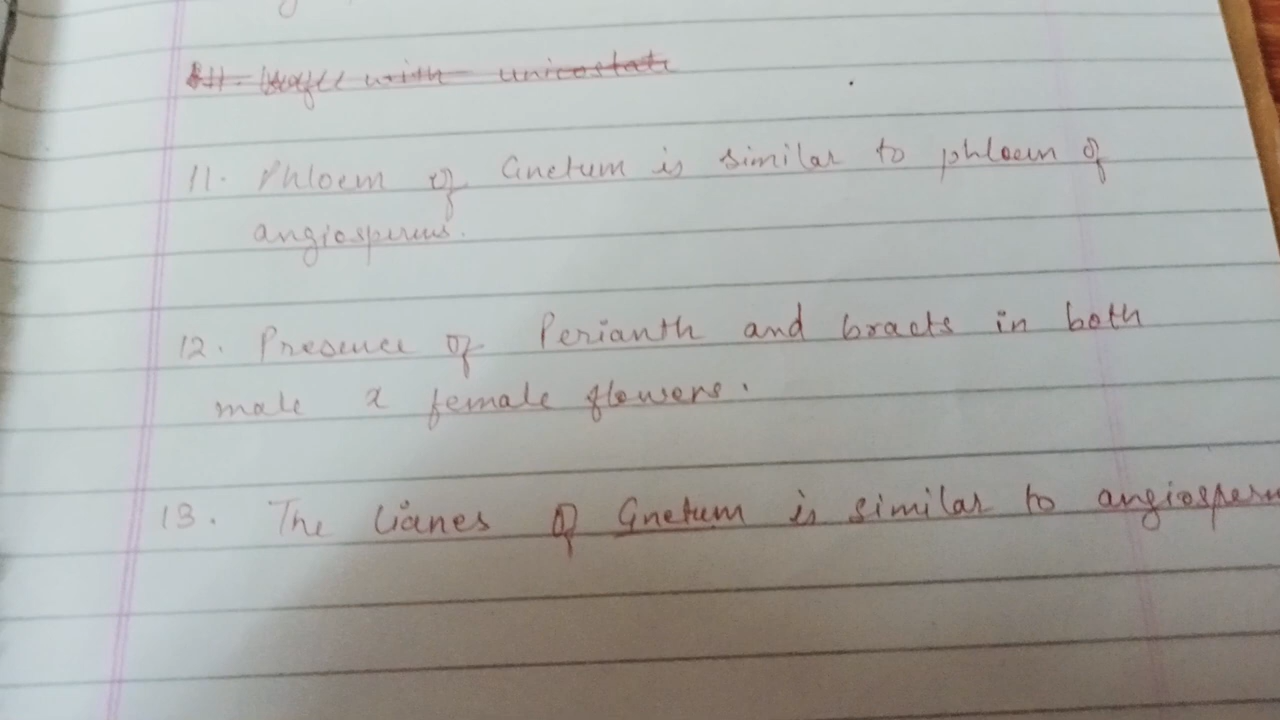 11. Phloem of Gnetum is similar to phloem of
angiosperms.
12. Presence of Perianth and bracts in both
male & female flowers.
13. The lianes of Gnetum is similar to angiosperm